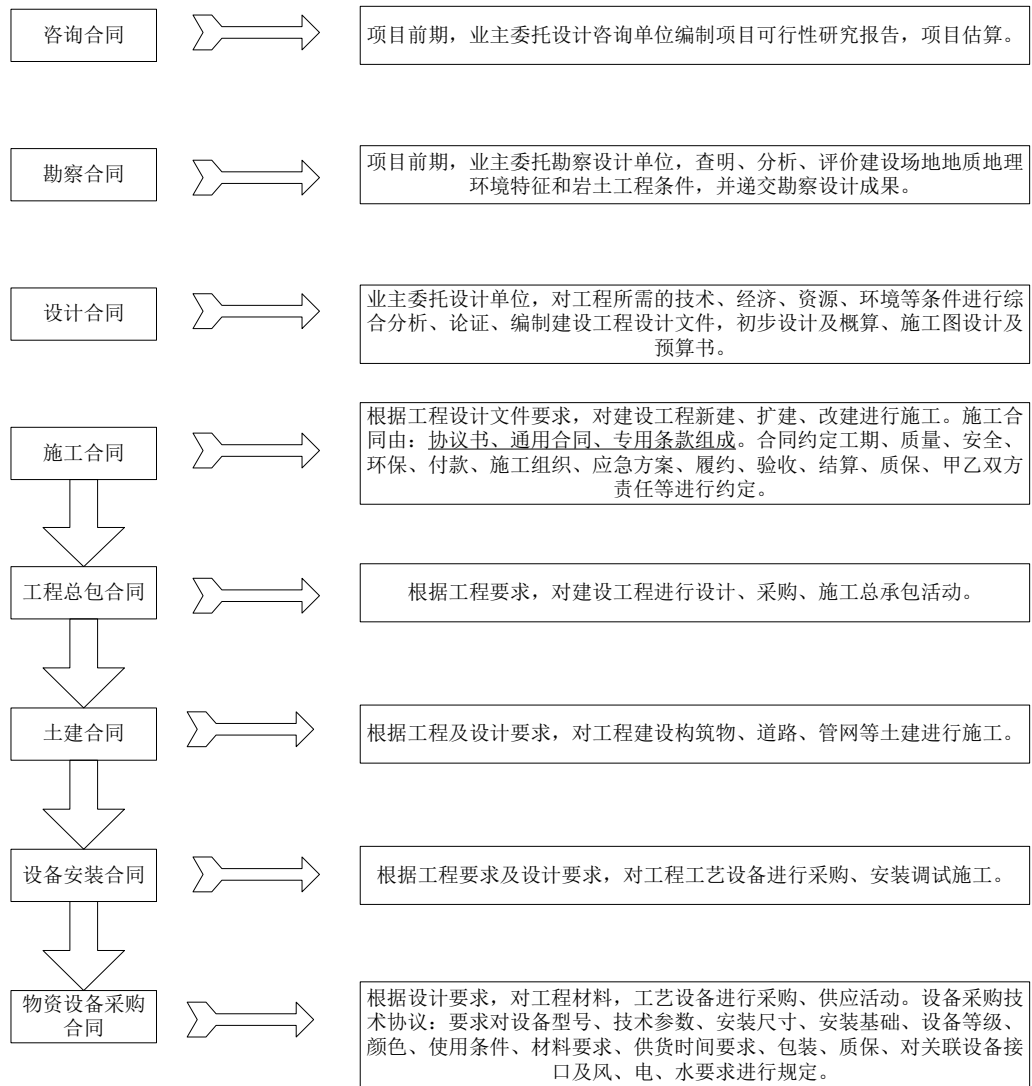 咨询合同
项目前期，业主委托设计咨询单位编制项目可行性研究报告，项目估算。
勘察合同
项目前期，业主委托勘察设计单位，查明、分析、评价建设场地地质地理
环境特征和岩土工程条件，并递交勘察设计成果。
设计合同
业主委托设计单位，对工程所需的技术、经济、资源、环境等条件进行综
合分析、论证、编制建设工程设计文件，初步设计及概算、施工图设计及
预算书。
施工合同
根据工程设计文件要求，对建设工程新建、扩建、改建进行施工。施工合
同由：协议书、通用合同、专用条款组成。合同约定工期、质量、安全、
环保、付款、施工组织、应急方案、履约、验收、结算、质保、甲乙双方
责任等进行约定。
工程总包合同
根据工程要求，对建设工程进行设计、采购、施工总承包活动。
土建合同
根据工程及设计要求，对工程建设构筑物、道路、管网等土建进行施工。
设备安装合同
根据工程要求及设计要求，对工程工艺设备进行采购、安装调试施工。
物资设备采购
合同
根据设计要求，对工程材料，工艺设备进行采购、供应活动。设备采购技
术协议：要求对设备型号、技术参数、安装尺寸、安装基础、设备等级、
颜色、使用条件、材料要求、供货时间要求、包装、质保、对关联设备接
口及风、电、水要求进行规定。